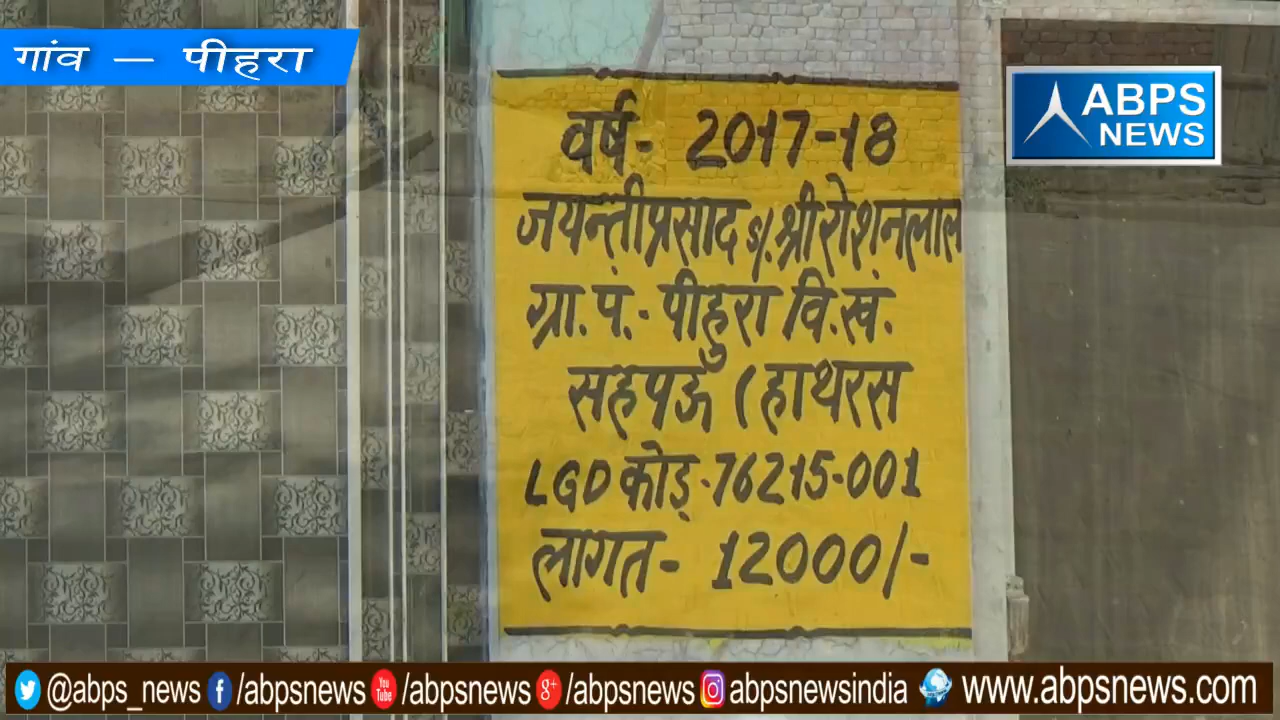 गांव — पीहरा
ABPS
NEWS
वर्ष- 2017-18
जयन्तीप्रसाद s/. श्री रोशनलाल
ग्रा.पं.- पीहुरा वि.खं.
सहपऊ (हाथरस
LGD कोड़-76215-001
लागत- 12000/-
@abps_news /abpsnews /abpsnews /abpsnews abpsnewsindia www.abpsnews.com